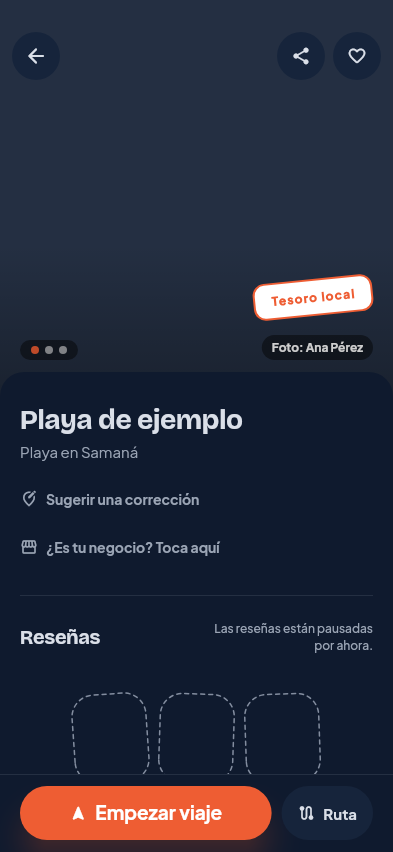 Tesoro local
Foto: Ana Pérez
Playa de ejemplo
Playa en Samaná
Sugerir una corrección
¿Es tu negocio? Toca aquí
Reseñas
Las reseñas están pausadas
por ahora.
Empezar viaje
Ruta